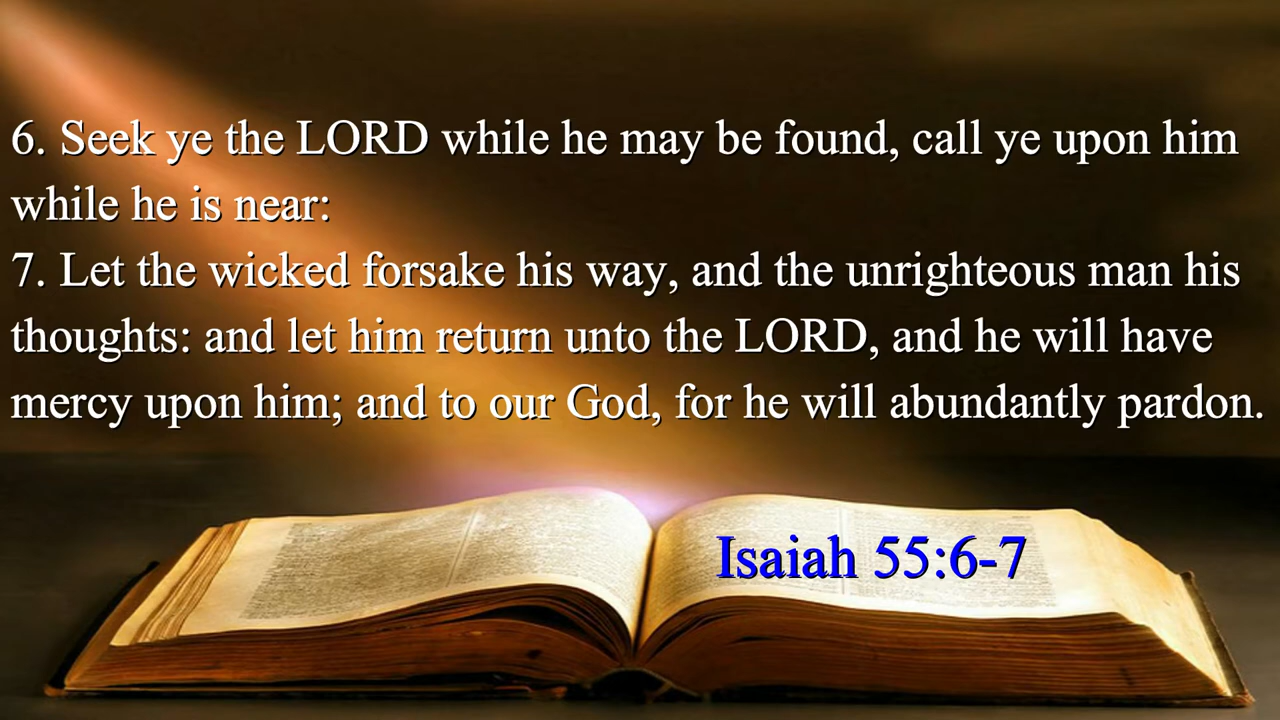 6. Seek ye the LORD while he may be found, call ye upon him
while he is near:
7. Let the wicked forsake his way, and the unrighteous man his
thoughts: and let him return unto the LORD, and he will have
mercy upon him; and to our God, for he will abundantly pardon.
Isaiah 55:6-7